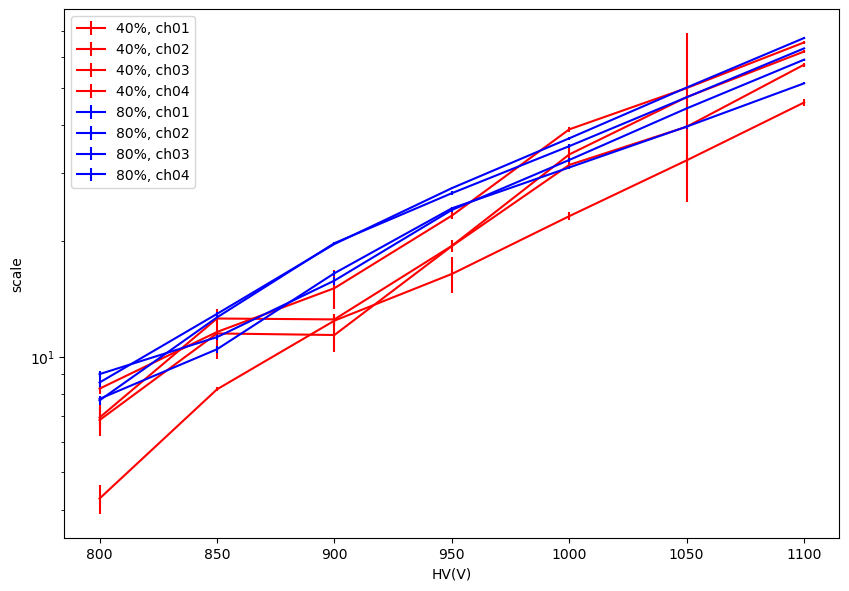 40%, ch01
40%, ch02
40%, ch03
40%, ch04
80%, ch01
80%, ch02
80%, ch03
80%, ch04
scale
10¹
800 850 900 950 1000 1050 1100
HV(V)